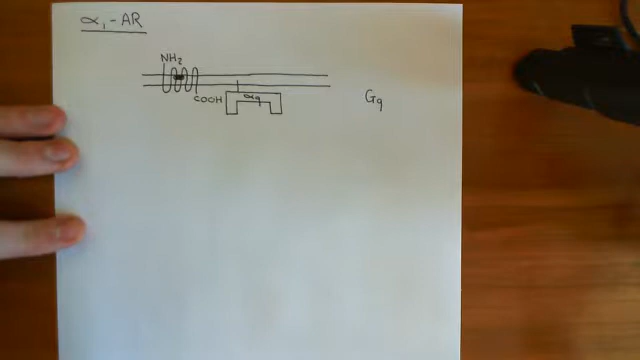 α₁-AR
NH₂
COOH
αq
Gq